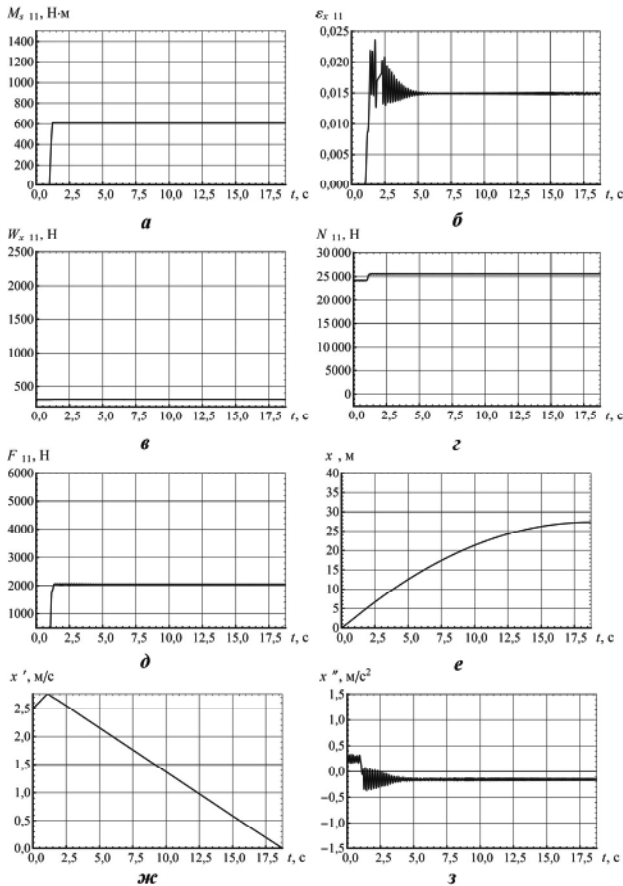 M s 11, Н·м
1400
1200
1000
800
600
400
200
0
0,0 2,5 5,0 7,5 10,0 12,5 15,0 17,5 t, с
а
ε x 11
0,025
0,020
0,015
0,010
0,005
0,000
0,0 2,5 5,0 7,5 10,0 12,5 15,0 17,5 t, с
б
W x 11, Н
2500
2000
1500
1000
500
0,0 2,5 5,0 7,5 10,0 12,5 15,0 17,5 t, с
в
N 11, Н
30 000
25 000
20 000
15 000
10 000
5000
0
0,0 2,5 5,0 7,5 10,0 12,5 15,0 17,5 t, с
г
F 11, Н
6000
5000
4000
3000
2000
1000
0,0 2,5 5,0 7,5 10,0 12,5 15,0 17,5 t, с
д
x , м
40
35
30
25
20
15
10
5
0
0,0 2,5 5,0 7,5 10,0 12,5 15,0 17,5 t, с
е
x ′, м/с
2,5
2,0
1,5
1,0
0,5
0,0
0,0 2,5 5,0 7,5 10,0 12,5 15,0 17,5 t, с
ж
x ″, м/с²
1,5
1,0
0,5
0,0
−0,5
−1,0
−1,5
0,0 2,5 5,0 7,5 10,0 12,5 15,0 17,5 t, с
з